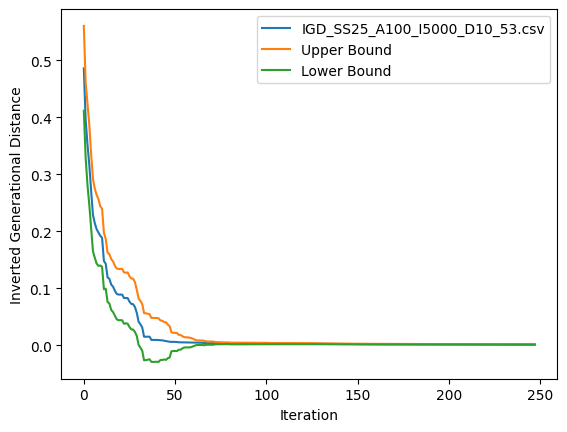 IGD_SS25_A100_I5000_D10_53.csv
Upper Bound
Lower Bound
Inverted Generational Distance
0.5
0.4
0.3
0.2
0.1
0.0
0 50 100 150 200 250
Iteration